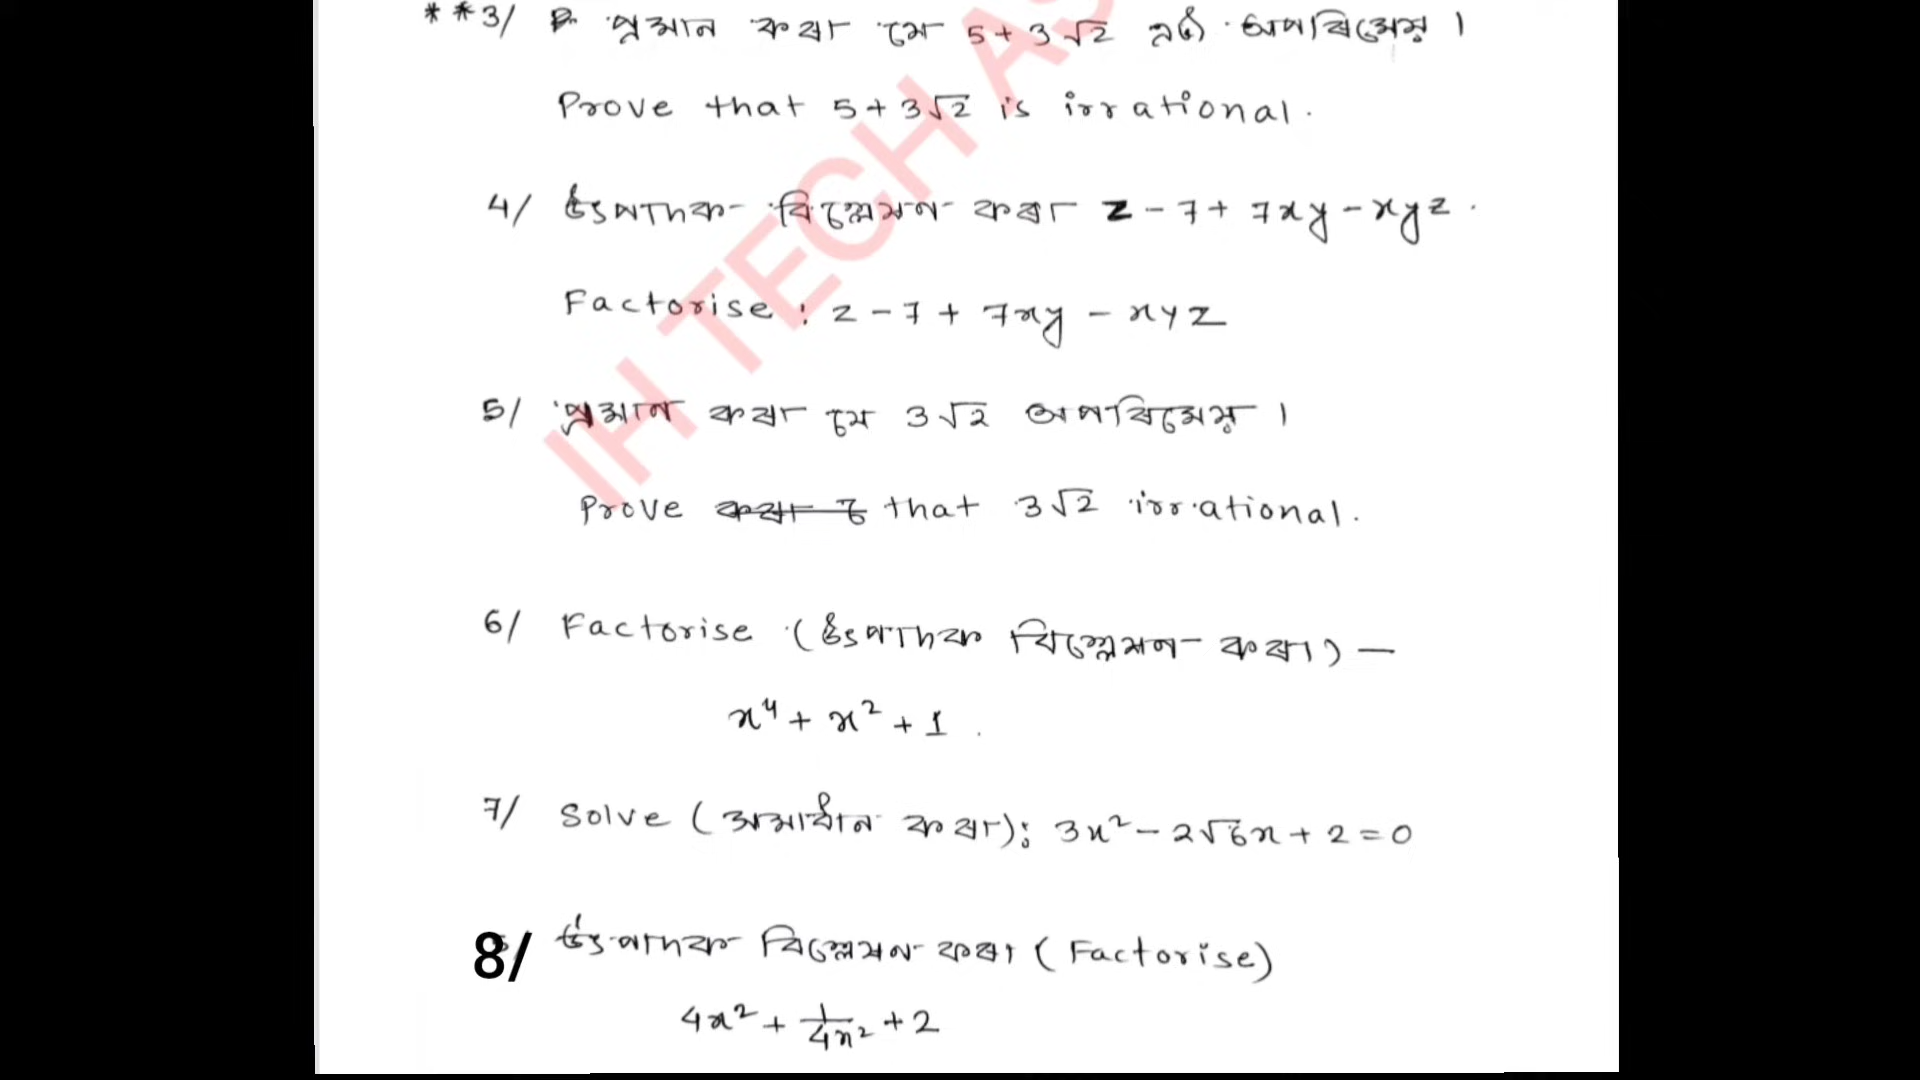 **3/ প্ৰমান কৰা যে 5+3√2 এটা অপৰিমেয় ।
Prove that 5+3√2 is irrational.
4/ উৎপাদক বিশ্লেষণ কৰা z-7+7xy-xyz.
Factorise: z-7+7xy-xyz
5/ প্ৰমান কৰা যে 3√2 অপৰিমেয় ।
Prove that 3√2 irrational.
6/ Factorise (উৎপাদক বিশ্লেষণ কৰা) —
x⁴+x²+1.
7/ Solve (সমাধান কৰা): 3x²-2√6x+2=0
8/ উৎপাদক বিশ্লেষণ কৰা (Factorise)
4x²+1/4x²+2
IH TECH AS